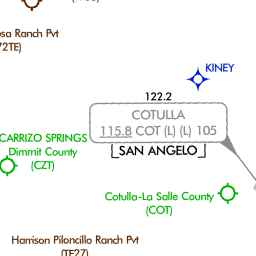 osa Ranch Pvt
72TE)
KINEY
122.2
COTULLA
115.8 COT (L) (L) 105
SAN ANGELO
CARRIZO SPRINGS
Dimmit County
(CZT)
Cotulla-La Salle County
(COT)
Harrison Piloncillo Ranch Pvt
(TE27)